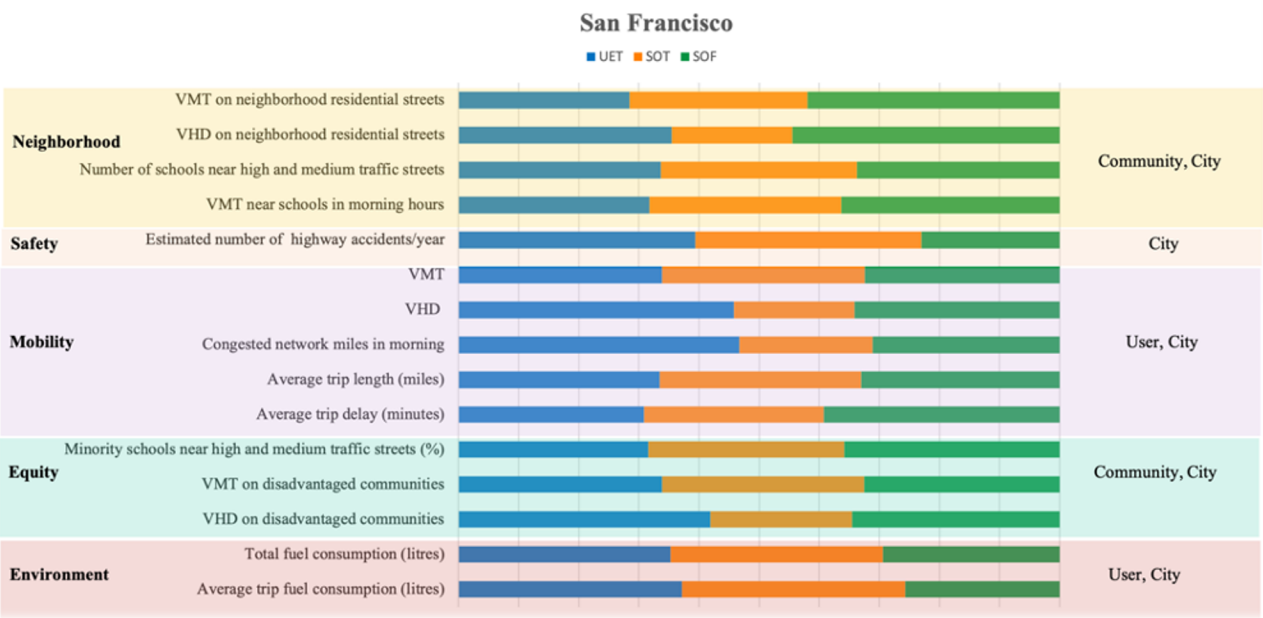 San Francisco
UET SOT SOF
VMT on neighborhood residential streets
Neighborhood
VHD on neighborhood residential streets
Number of schools near high and medium traffic streets
Community, City
VMT near schools in morning hours
Safety
Estimated number of highway accidents/year
City
VMT
VHD
Mobility
Congested network miles in morning
User, City
Average trip length (miles)
Average trip delay (minutes)
Minority schools near high and medium traffic streets (%)
Equity
VMT on disadvantaged communities
Community, City
VHD on disadvantaged communities
Total fuel consumption (litres)
Environment
Average trip fuel consumption (litres)
User, City